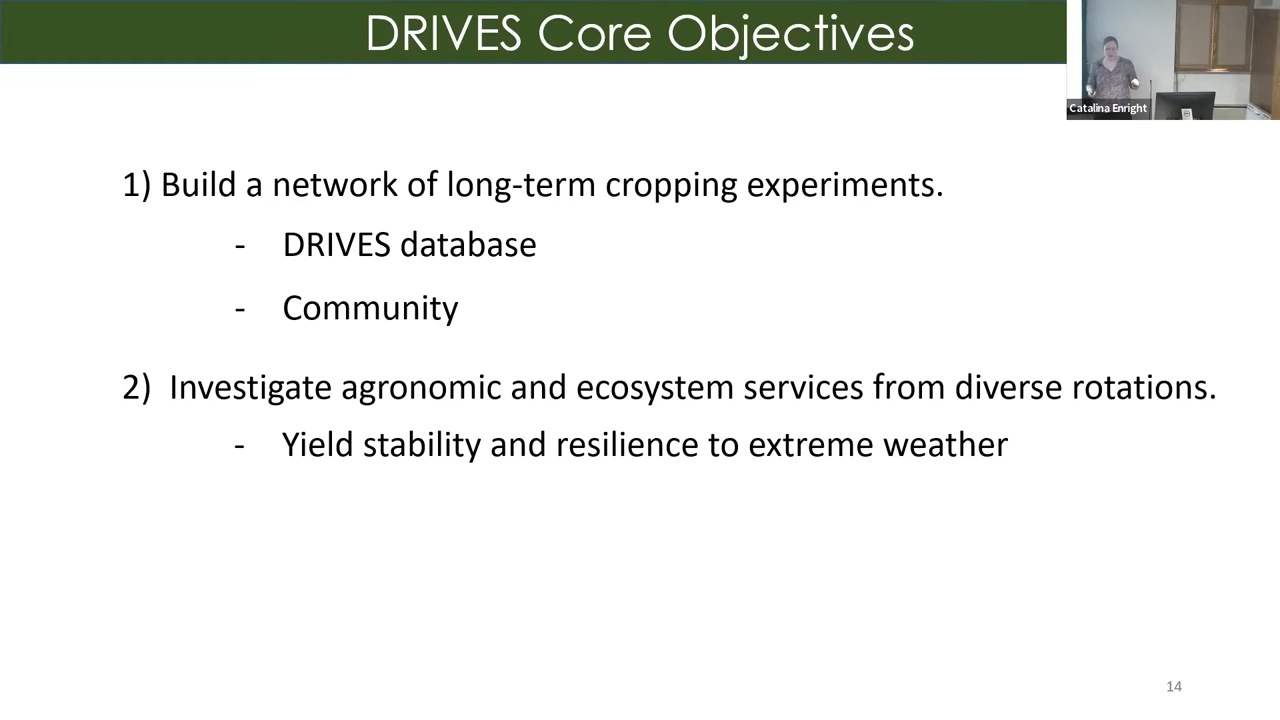 DRIVES Core Objectives
Catalina Enright
1) Build a network of long-term cropping experiments.
- DRIVES database
- Community
2) Investigate agronomic and ecosystem services from diverse rotations.
- Yield stability and resilience to extreme weather
14